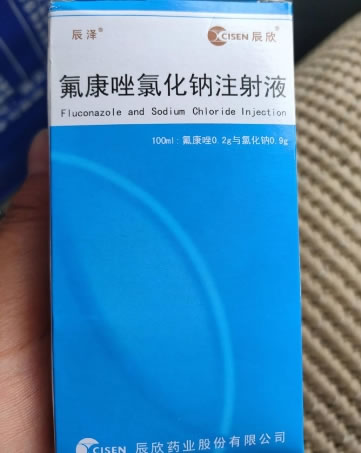 辰泽® CISEN 辰欣®
氟康唑氯化钠注射液
Fluconazole and Sodium Chloride Injection
100ml：氟康唑0.2g与氯化钠0.9g
CISEN 辰欣药业股份有限公司